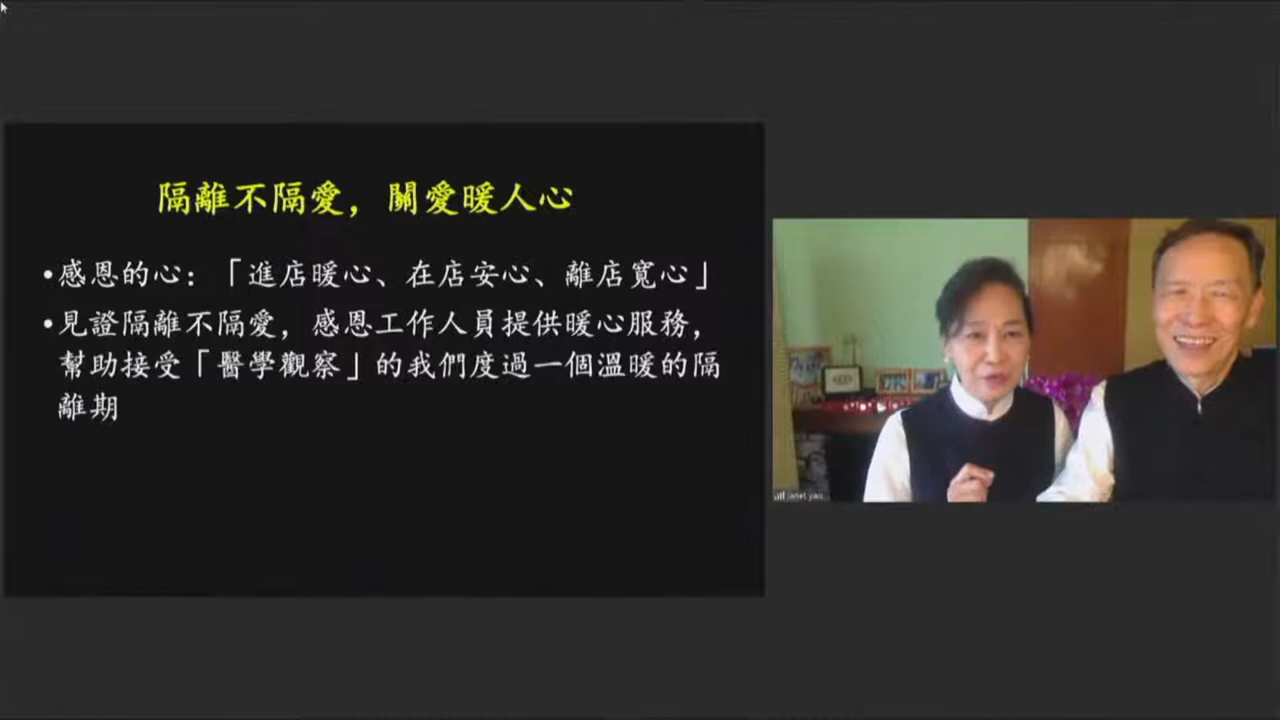 隔離不隔愛，關愛暖人心
•感恩的心：「進店暖心、在店安心、離店寬心」
•見證隔離不隔愛，感恩工作人員提供暖心服務，
幫助接受「醫學觀察」的我們度過一個溫暖的隔
離期
janet yao